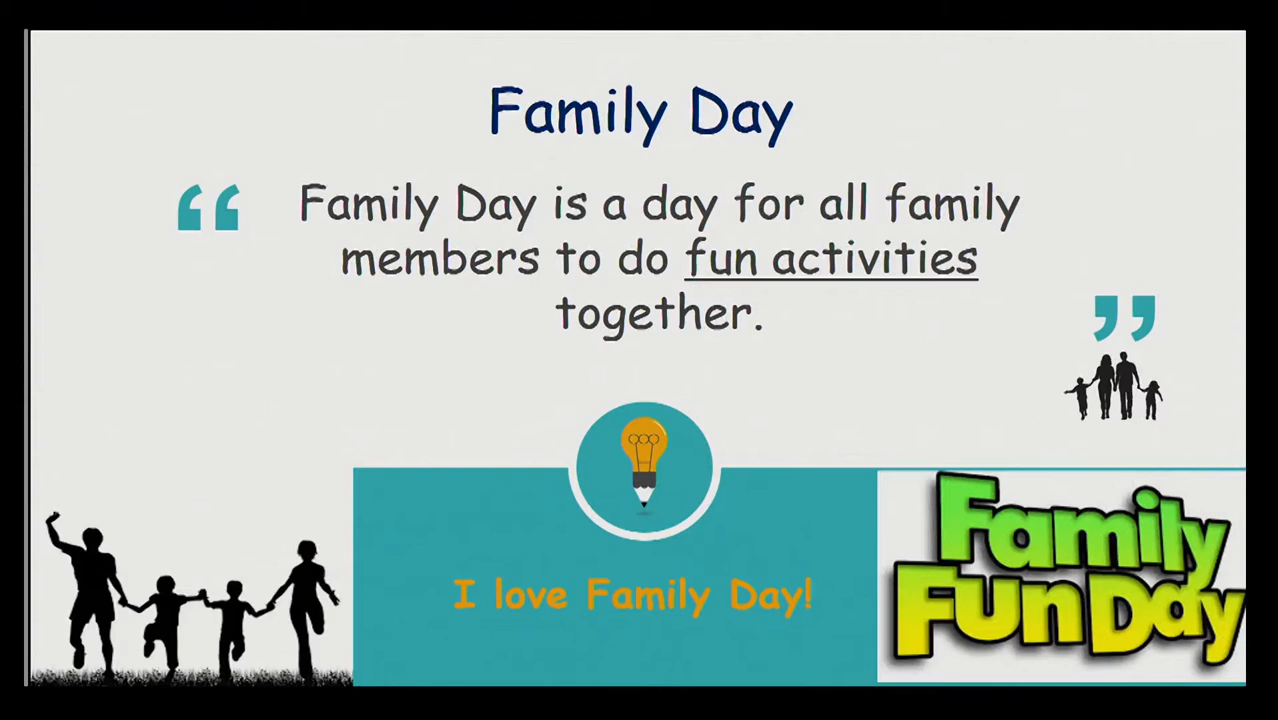 Family Day
“ Family Day is a day for all family
members to do fun activities
together. ”
I love Family Day!
Family
Fun Day